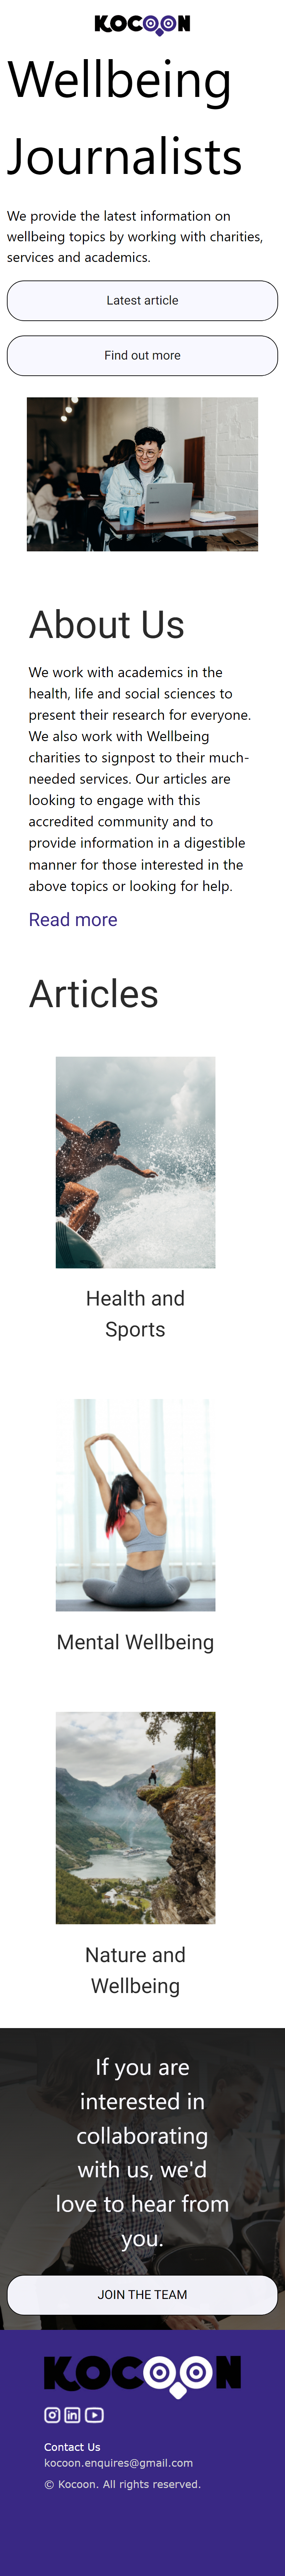 KOCOON
Wellbeing
Journalists
We provide the latest information on
wellbeing topics by working with charities,
services and academics.
Latest article
Find out more
About Us
We work with academics in the
health, life and social sciences to
present their research for everyone.
We also work with Wellbeing
charities to signpost to their much-
needed services. Our articles are
looking to engage with this
accredited community and to
provide information in a digestible
manner for those interested in the
above topics or looking for help.
Read more
Articles
Health and
Sports
Mental Wellbeing
Nature and
Wellbeing
If you are
interested in
collaborating
with us, we'd
love to hear from
you.
JOIN THE TEAM
KOCOON
Contact Us
kocoon.enquires@gmail.com
© Kocoon. All rights reserved.